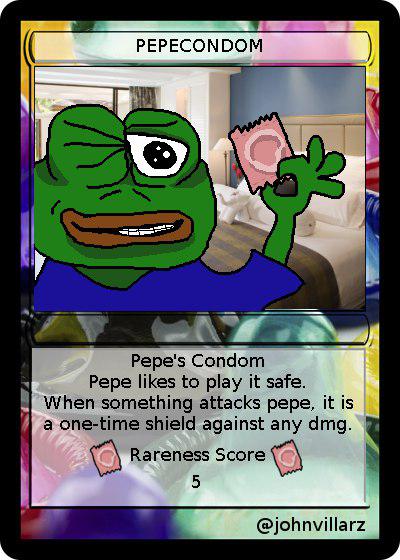 PEPECONDOM
Pepe's Condom
Pepe likes to play it safe.
When something attacks pepe, it is
a one-time shield against any dmg.
Rareness Score
5
@johnvillarz